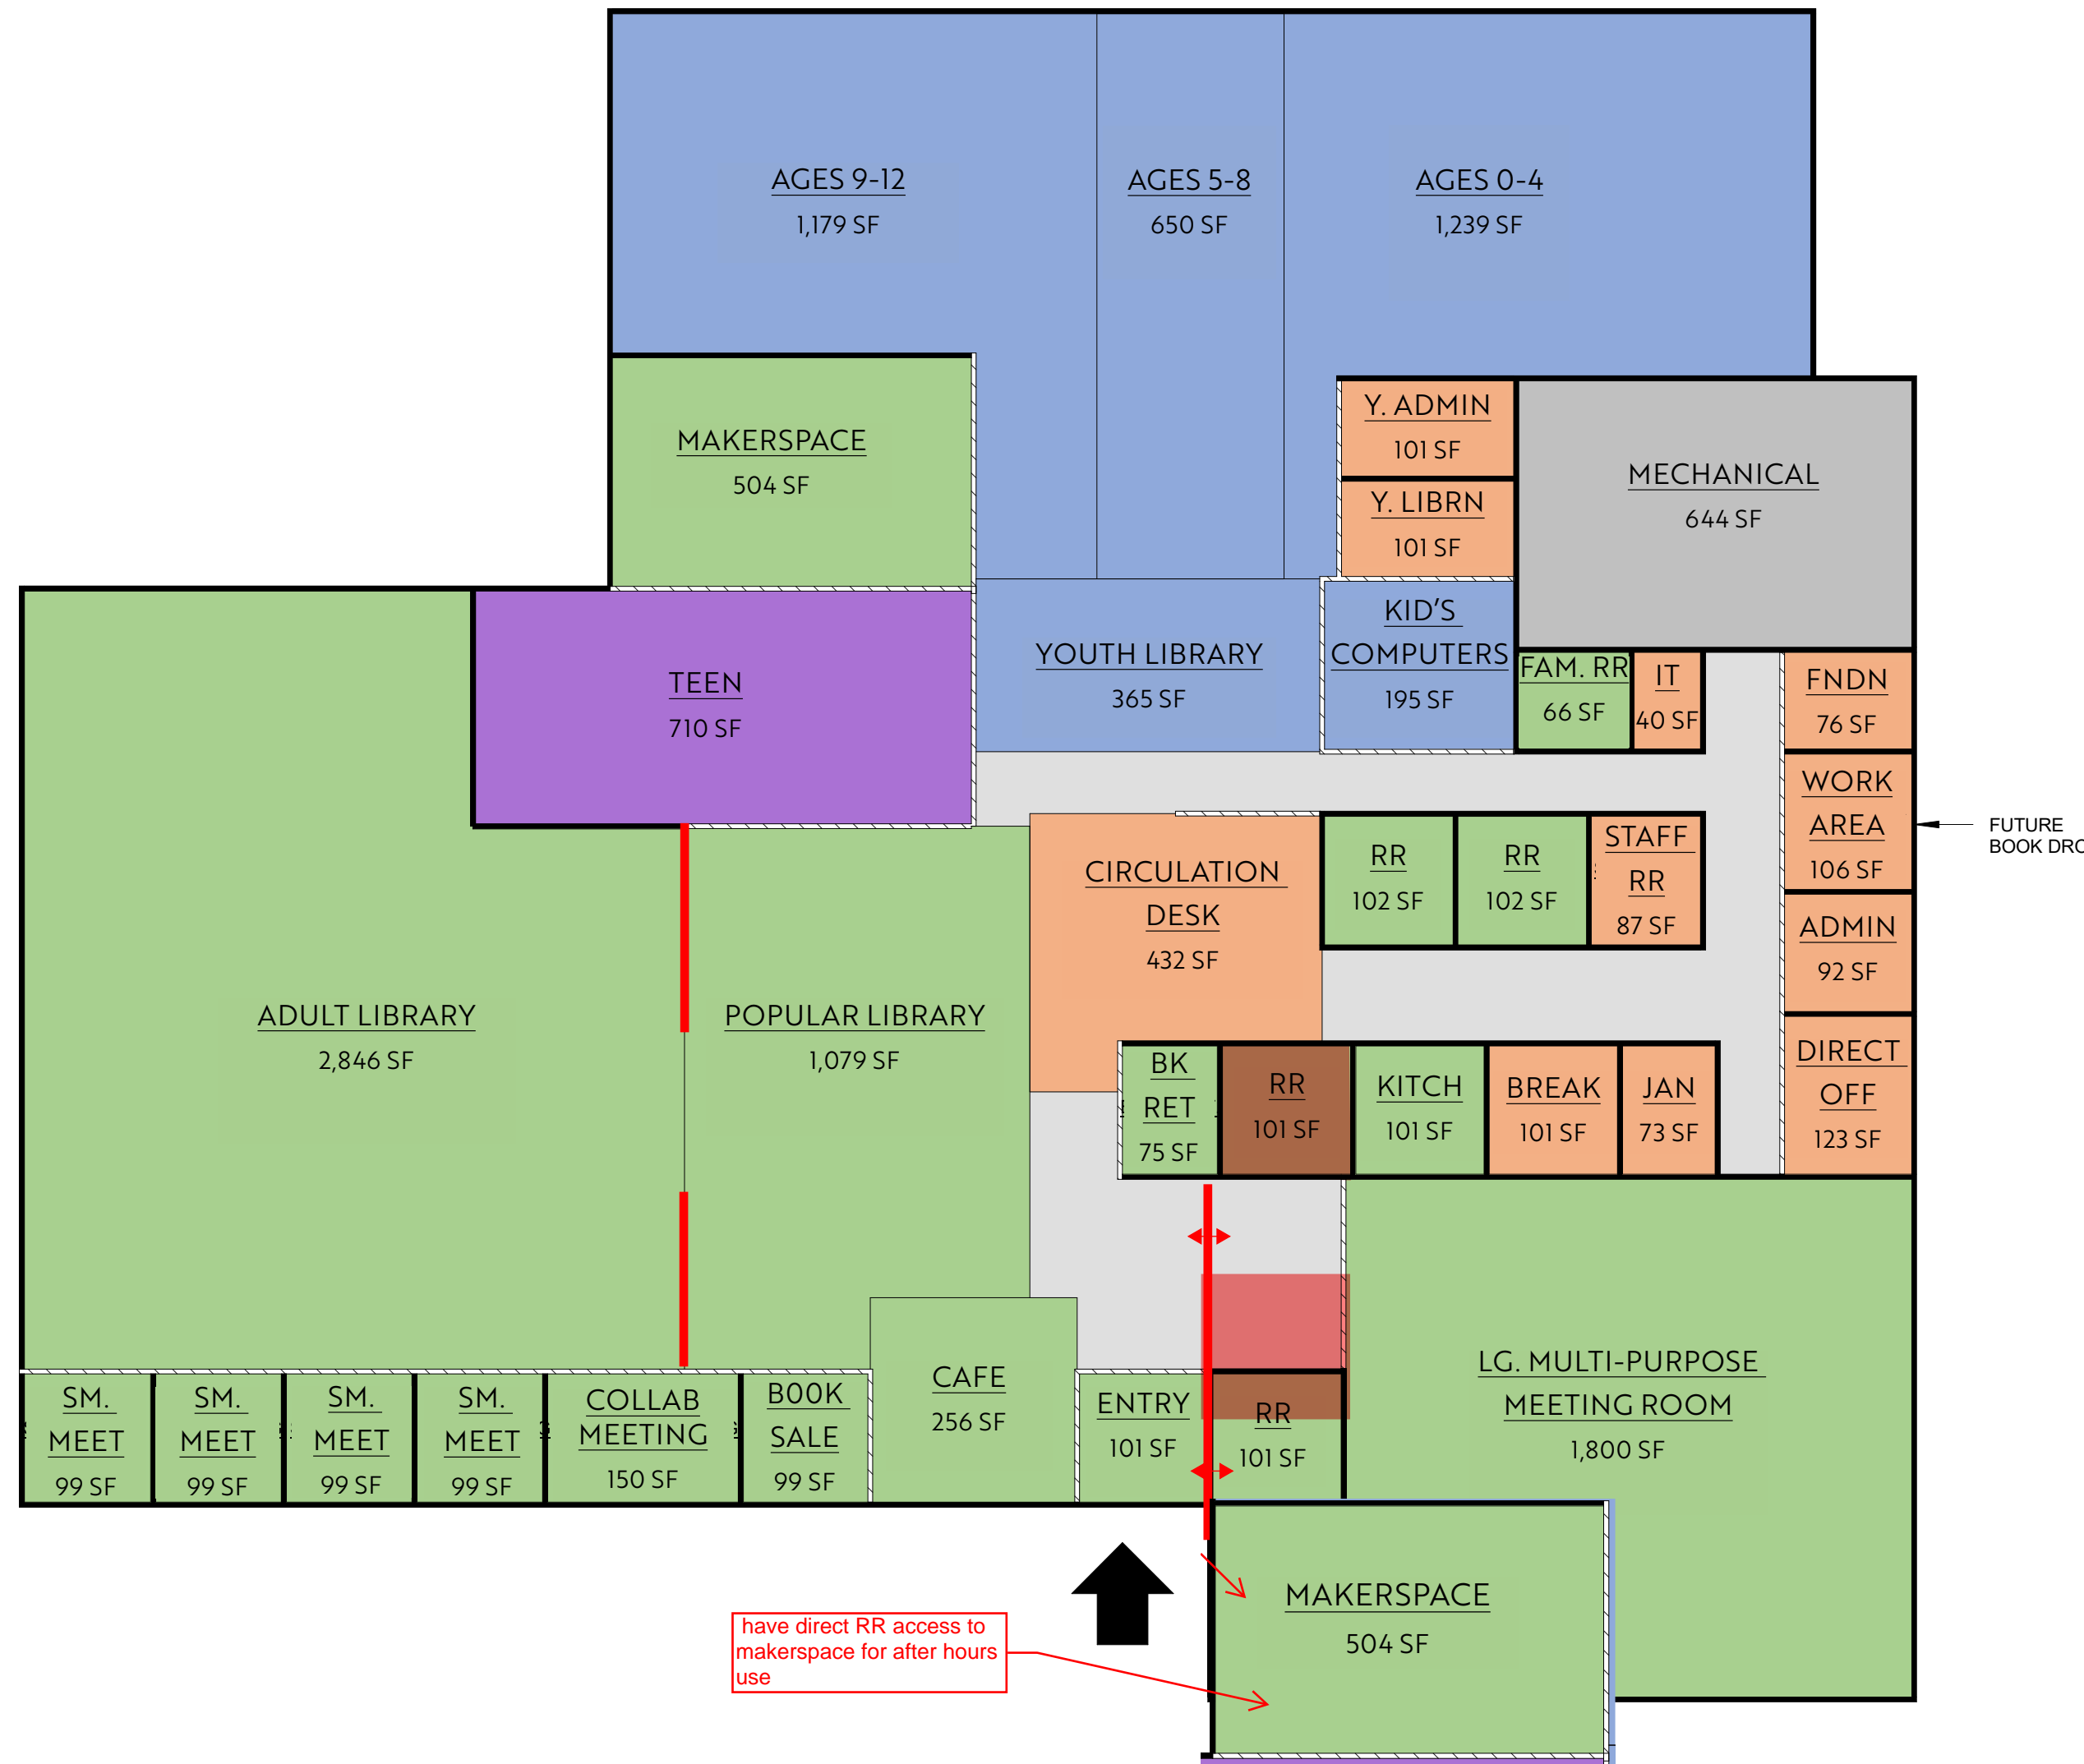 AGES 9-12
1,179 SF
AGES 5-8
650 SF
AGES 0-4
1,239 SF
MAKERSPACE
504 SF
Y. ADMIN
101 SF
Y. LIBRN
101 SF
MECHANICAL
644 SF
TEEN
710 SF
YOUTH LIBRARY
365 SF
KID'S
COMPUTERS
195 SF
FAM. RR
66 SF
IT
40 SF
FNDN
76 SF
WORK
AREA
106 SF
FUTURE
BOOK DRO
CIRCULATION
DESK
432 SF
RR
102 SF
RR
102 SF
STAFF
RR
87 SF
ADMIN
92 SF
ADULT LIBRARY
2,846 SF
POPULAR LIBRARY
1,079 SF
BK
RET
75 SF
RR
101 SF
KITCH
101 SF
BREAK
101 SF
JAN
73 SF
DIRECT
OFF
123 SF
SM.
MEET
99 SF
SM.
MEET
99 SF
SM.
MEET
99 SF
SM.
MEET
99 SF
COLLAB
MEETING
150 SF
B00K
SALE
99 SF
CAFE
256 SF
ENTRY
101 SF
RR
101 SF
LG. MULTI-PURPOSE
MEETING ROOM
1,800 SF
MAKERSPACE
504 SF
have direct RR access to
makerspace for after hours
use